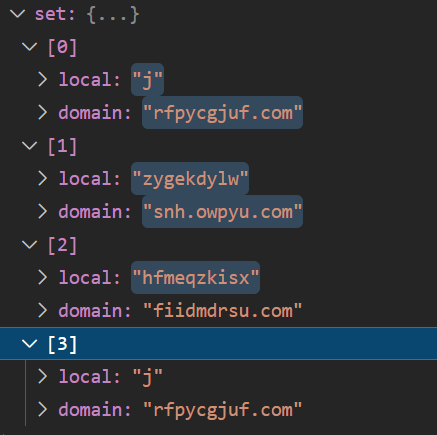 set: {...}
[0]
local: "j"
domain: "rfpycgjuf.com"
[1]
local: "zygekdylw"
domain: "snh.owpyu.com"
[2]
local: "hfmeqzkisx"
domain: "fiidmdrsu.com"
[3]
local: "j"
domain: "rfpycgjuf.com"